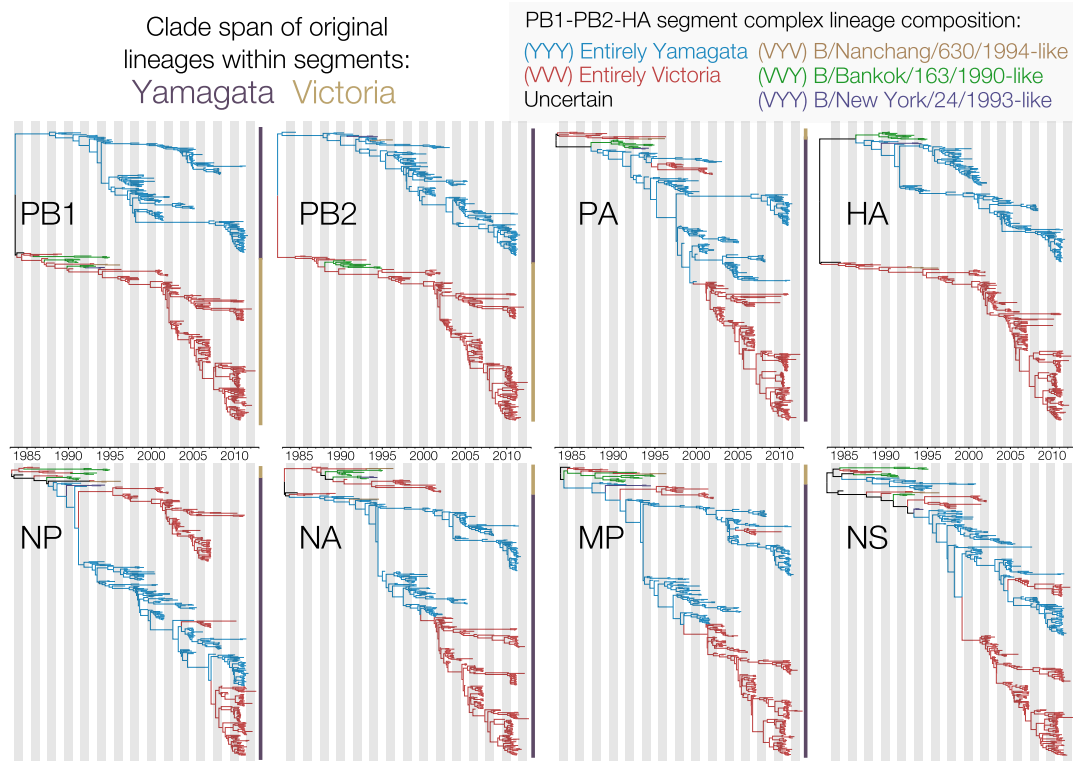 Clade span of original
lineages within segments:
Yamagata Victoria
PB1-PB2-HA segment complex lineage composition:
(YYY) Entirely Yamagata (VYV) B/Nanchang/630/1994-like
(VVV) Entirely Victoria (VVY) B/Bankok/163/1990-like
Uncertain (VYY) B/New York/24/1993-like
PB1 PB2 PA HA
1985 1990 1995 2000 2005 2010 1985 1990 1995 2000 2005 2010 1985 1990 1995 2000 2005 2010 1985 1990 1995 2000 2005 2010
NP NA MP NS